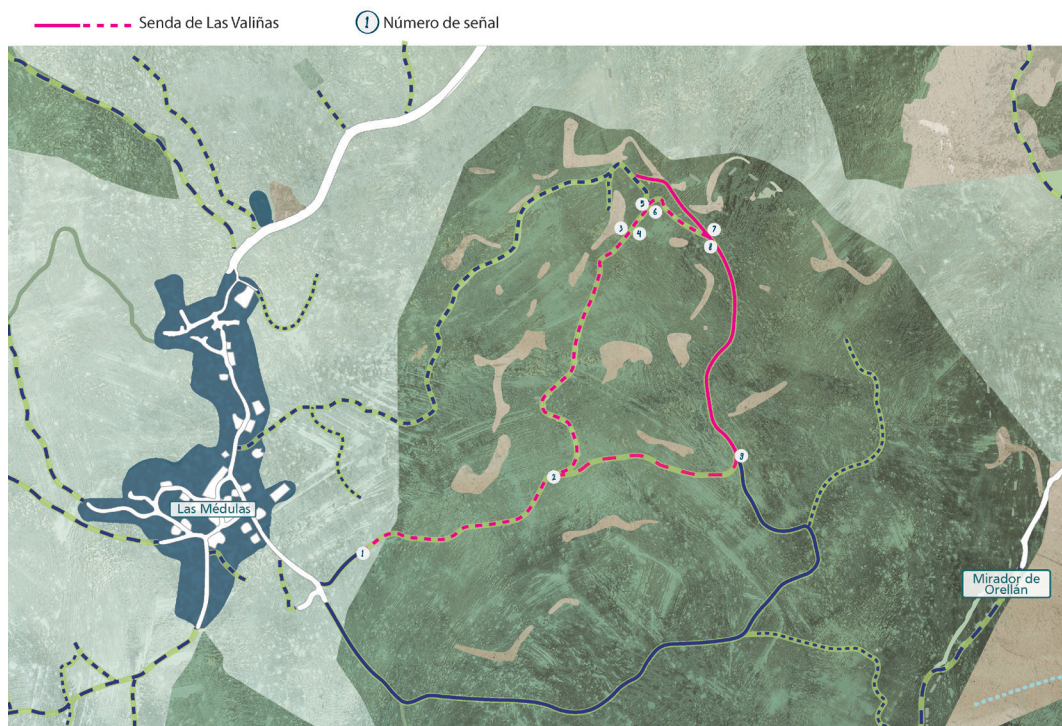 Senda de Las Valiñas
1 Número de señal
5
6
3
4
7
8
9
2
Las Médulas
1
Mirador de
Orellán